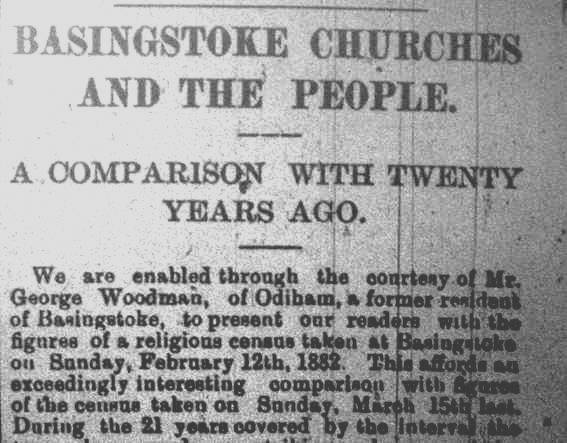 BASINGSTOKE CHURCHES
AND THE PEOPLE.
A COMPARISON WITH TWENTY
YEARS AGO.
We are enabled through the courtesy of Mr.
George Woodman, of Odiham, a former resident
of Basingstoke, to present our readers with the
figures of a religious census taken at Basingstoke
on Sunday, February 12th, 1882. This affords an
exceedingly interesting comparison with figures
of the census taken on Sunday, March 15th last.
During the 21 years covered by the interval the